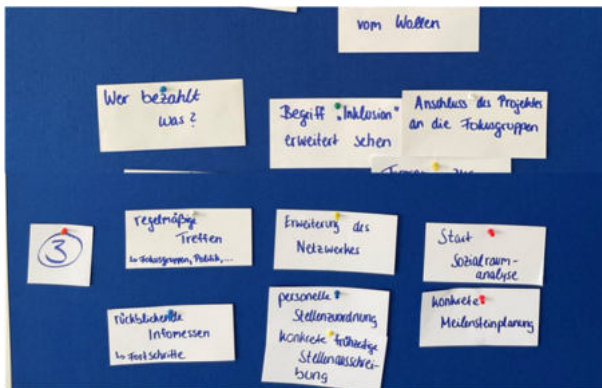 vom Wollen
Wer bezahlt
was?
Begriff "Inklusion"
erweitert sehen
Anschluss des Projektes
an die Fokusgruppen
3
regelmäßige
Treffen
↳ Fokusgruppen, Politik, ...
Erweiterung des
Netzwerkes
Start
Sozialraum-
analyse
rückblickende
Infomessen
↳ Fortschritte
personelle
Stellenzuordnung
konkrete frühzeitige
Stellenausschrei-
bung
konkrete
Meilensteinplanung